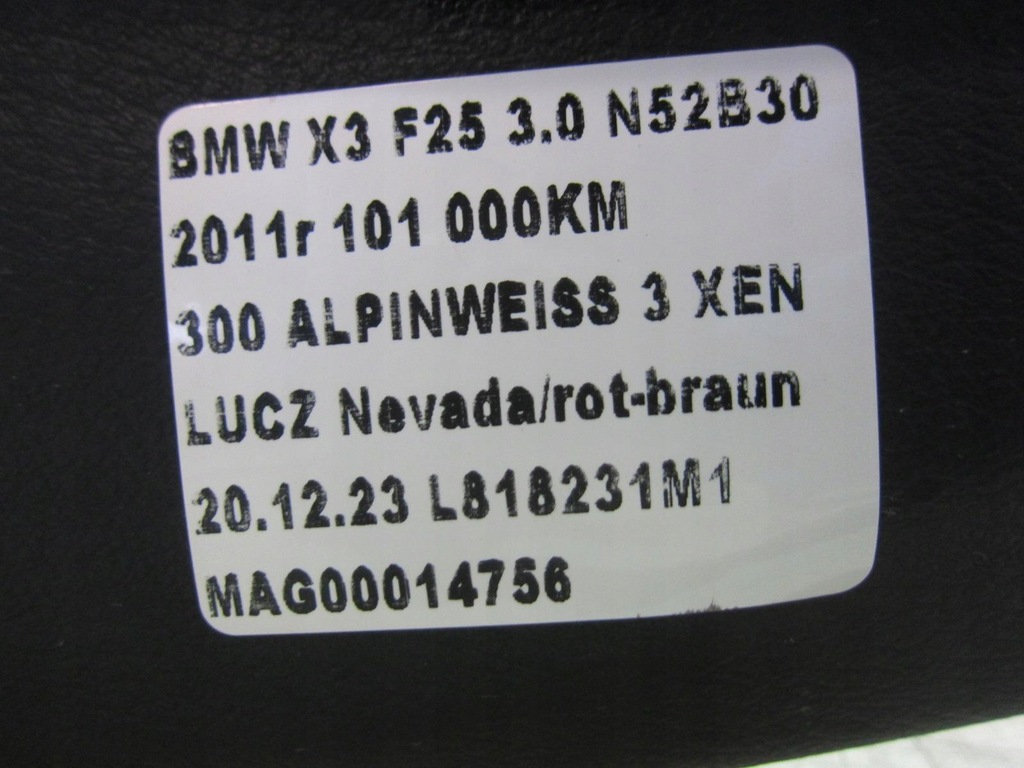 BMW X3 F25 3.0 N52B30
2011r 101 000KM
300 ALPINWEISS 3 XEN
LUCZ Nevada/rot-braun
20.12.23 L818231M1
MAG00014756